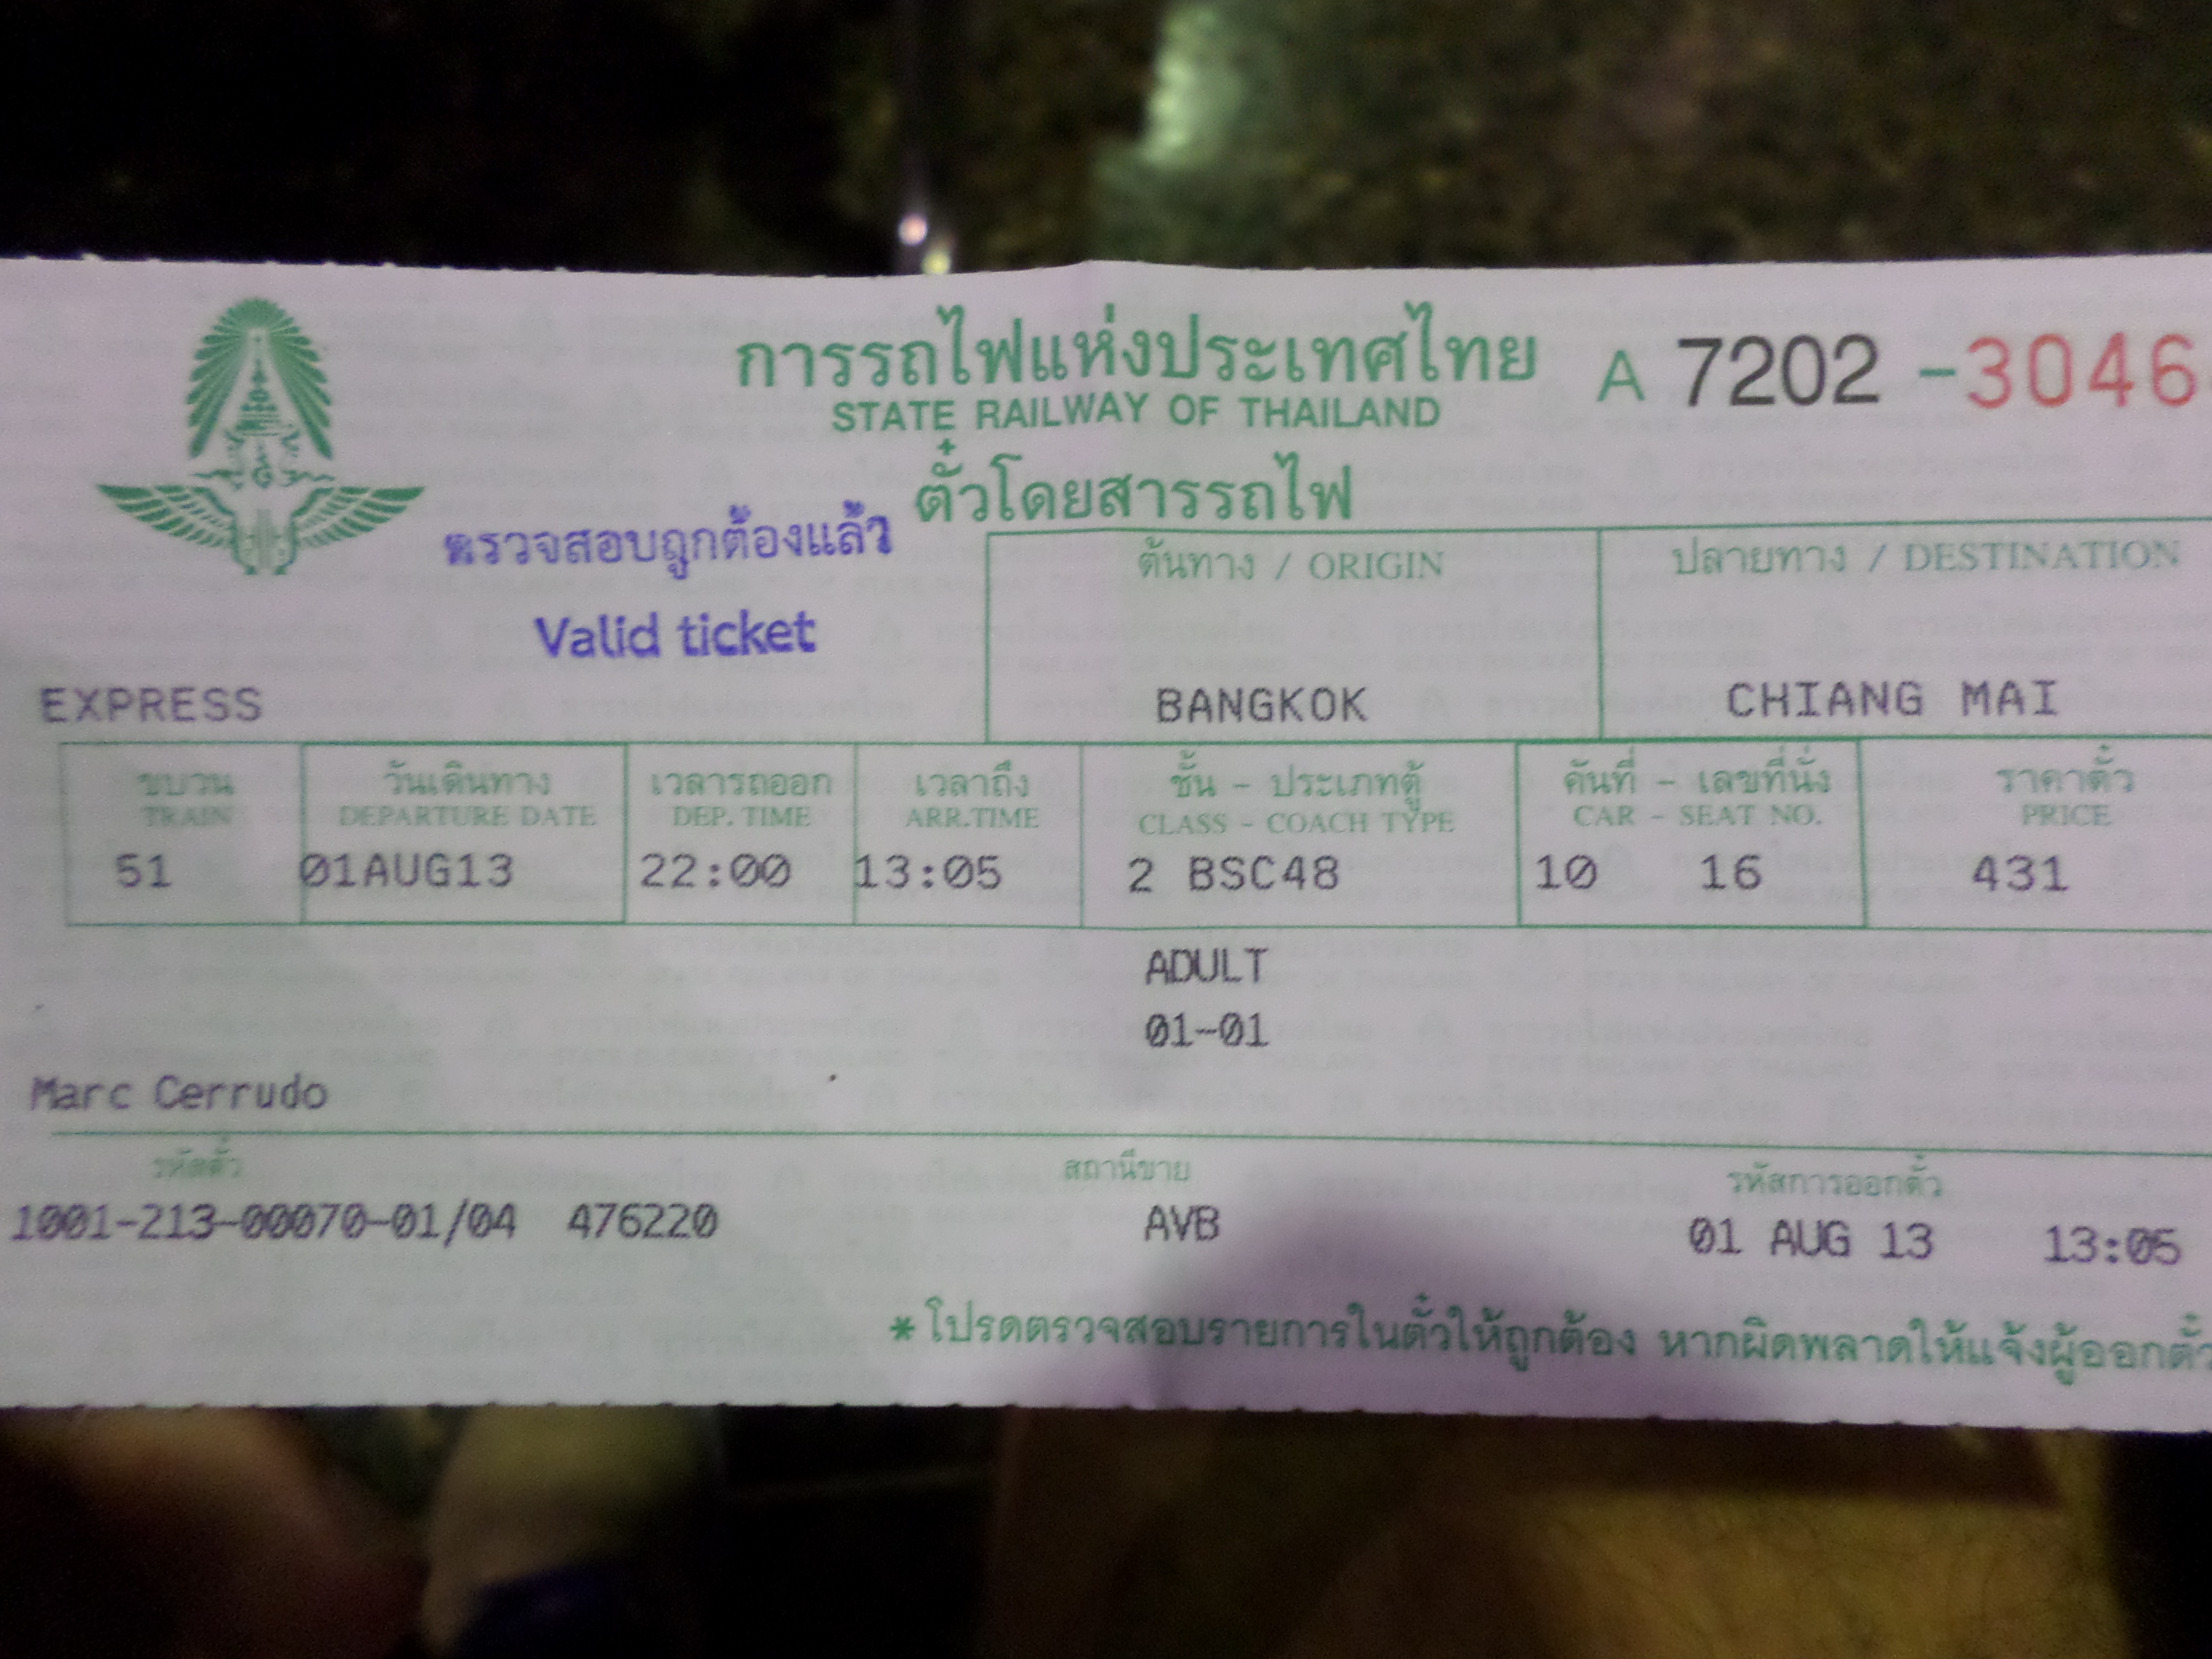 การรถไฟแห่งประเทศไทย A 7202 -3046
STATE RAILWAY OF THAILAND
ตั๋วโดยสารรถไฟ
ตรวจสอบถูกต้องแล้ว
Valid ticket
ต้นทาง / ORIGIN ปลายทาง / DESTINATION
EXPRESS BANGKOK CHIANG MAI
ขบวน วันเดินทาง เวลารถออก เวลาถึง ชั้น - ประเภทตู้ คันที่ - เลขที่นั่ง ราคาตั๋ว
TRAIN DEPARTURE DATE DEP. TIME ARR.TIME CLASS - COACH TYPE CAR - SEAT NO. PRICE
51 01AUG13 22:00 13:05 2 BSC48 10 16 431
ADULT
01-01
Marc Cerrudo
รหัสตั๋ว สถานีขาย รหัสการออกตั๋ว
1001-213-00070-01/04 476220 AVB 01 AUG 13 13:05
*โปรดตรวจสอบรายการในตั๋วให้ถูกต้อง หากผิดพลาดให้แจ้งผู้ออกตั๋ว